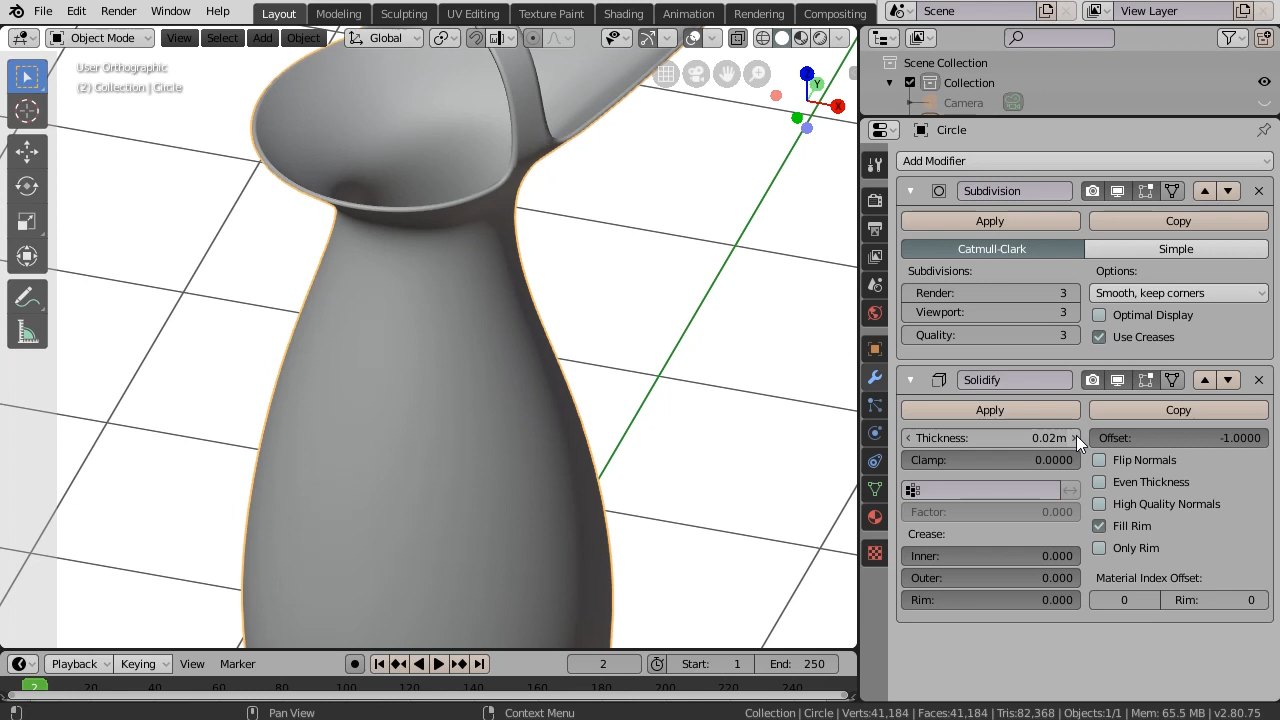 File Edit Render Window Help Layout Modeling Sculpting UV Editing Texture Paint Shading Animation Rendering Compositing Scene View Layer
Object Mode View Select Add Object Global
User Orthographic
(2) Collection | Circle
Z
Y
X
Scene Collection
Collection
Camera
Circle
Add Modifier
Subdivision
Apply Copy
Catmull-Clark Simple
Subdivisions: Options:
Render: 3 Smooth, keep corners
Viewport: 3 Optimal Display
Quality: 3 Use Creases
Solidify
Apply Copy
Thickness: 0.02m Offset: -1.0000
Clamp: 0.0000 Flip Normals
Even Thickness
High Quality Normals
Factor: 0.000
Fill Rim
Crease:
Only Rim
Inner: 0.000
Outer: 0.000 Material Index Offset:
Rim: 0.000 0 Rim: 0
Playback Keying View Marker 2 Start: 1 End: 250
2 20 40 60 80 100 120 140 160 180 200 220 240
Pan View Context Menu Collection | Circle | Verts:41,184 | Faces:41,184 | Tris:82,368 | Objects:1/1 | Mem: 65.5 MB | v2.80.75